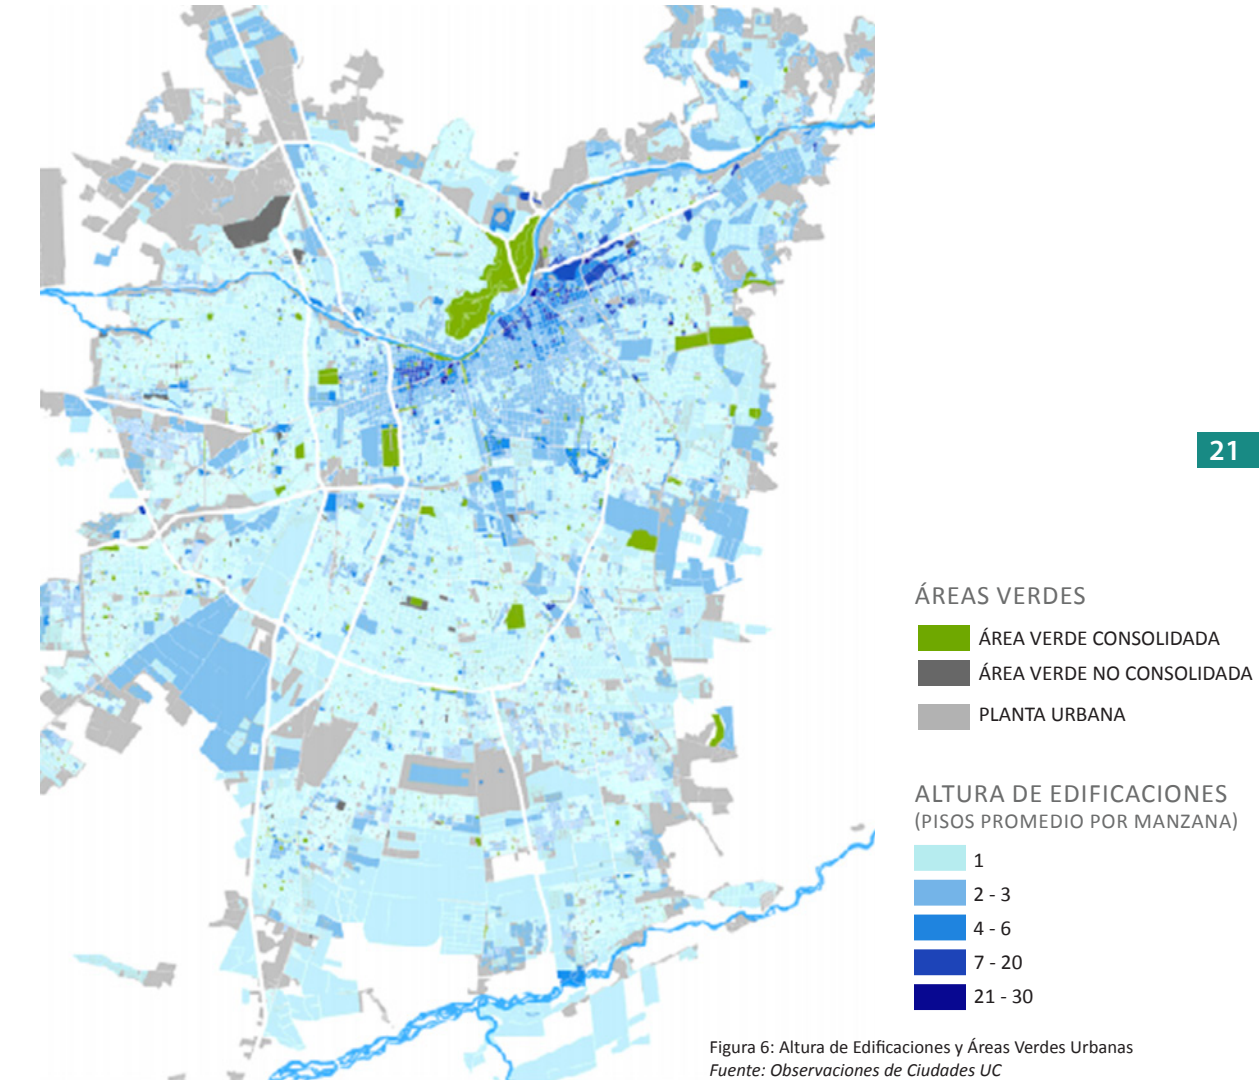 21
ÁREAS VERDES
ÁREA VERDE CONSOLIDADA
ÁREA VERDE NO CONSOLIDADA
PLANTA URBANA
ALTURA DE EDIFICACIONES
(PISOS PROMEDIO POR MANZANA)
1
2 - 3
4 - 6
7 - 20
21 - 30
Figura 6: Altura de Edificaciones y Áreas Verdes Urbanas
Fuente: Observaciones de Ciudades UC